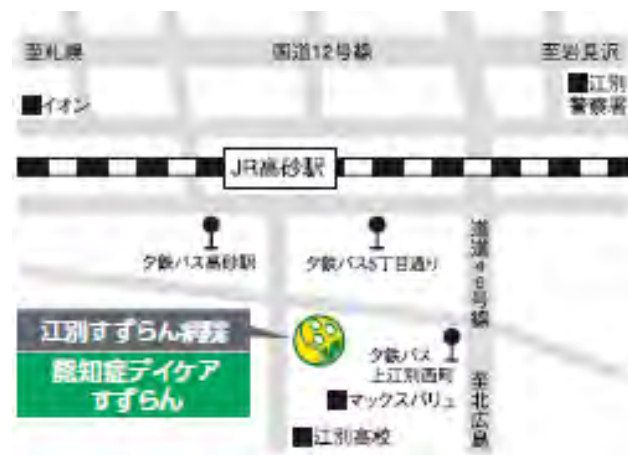 至札幌
国道12号線
至岩見沢
イオン
江別
警察署
JR高砂駅
夕鉄バス高砂駅
夕鉄バス5丁目通り
道道46号線
江別すずらん病院
認知症デイケア
すずらん
夕鉄バス
上江別西町
至北広島
マックスバリュ
江別高校